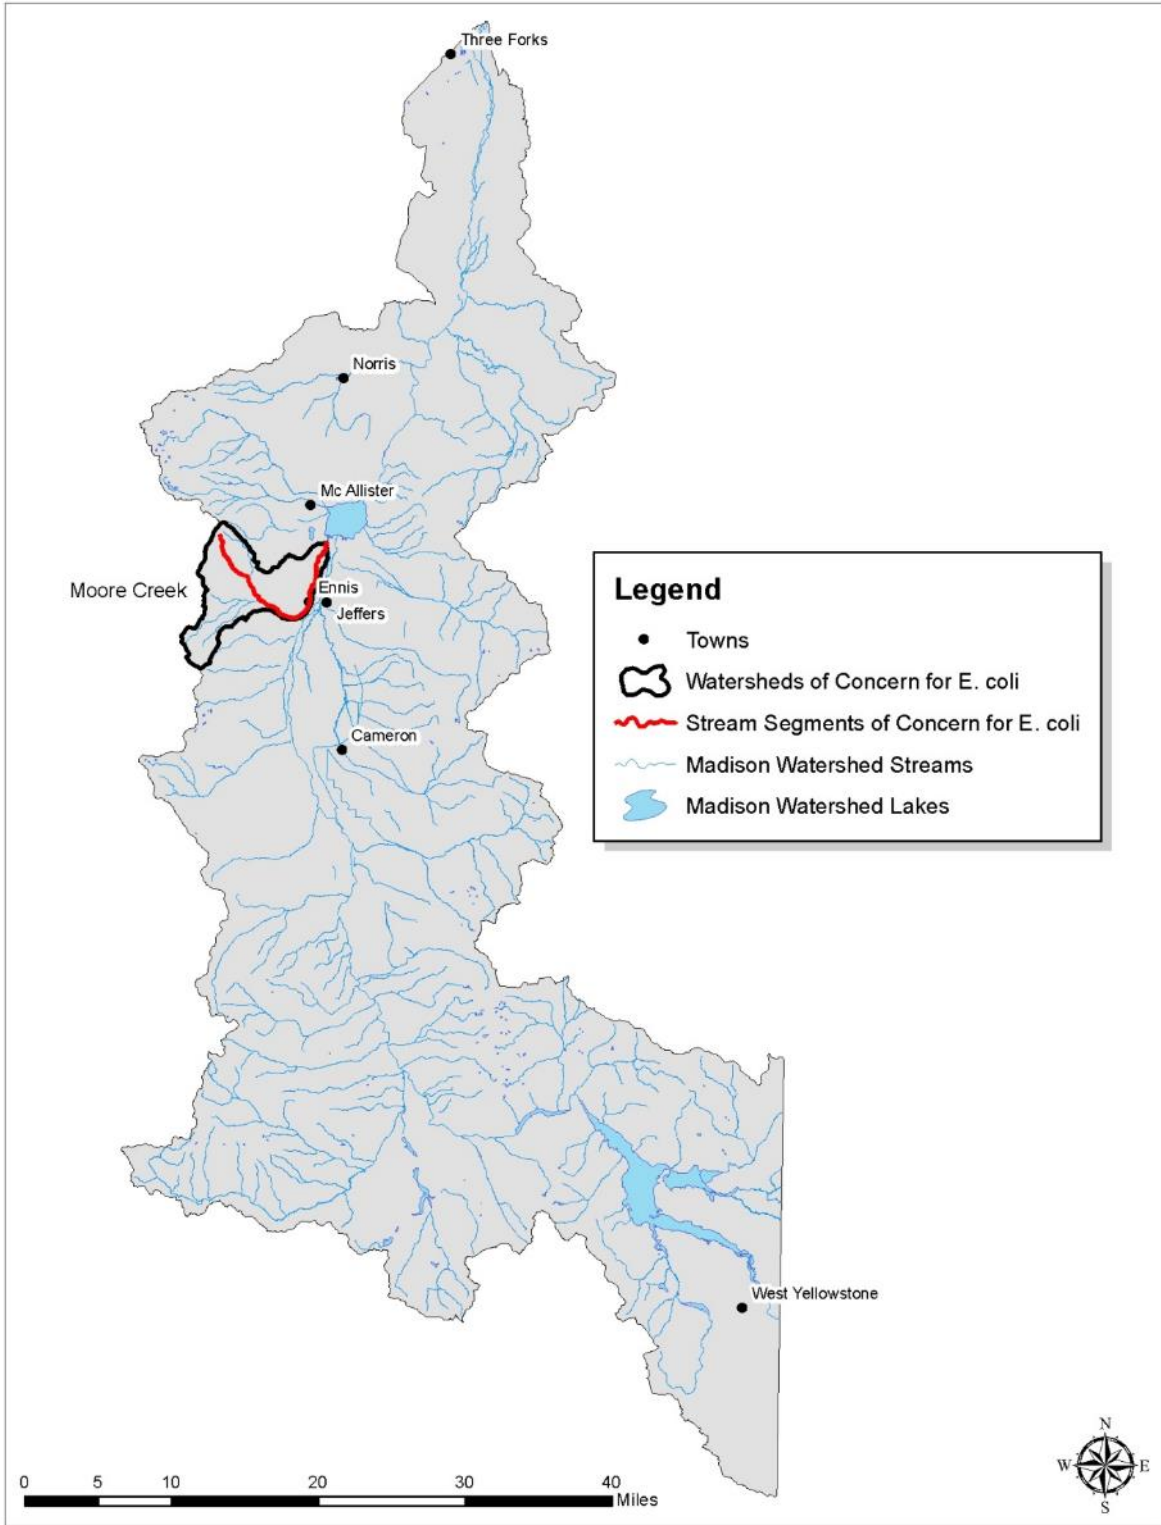 Three Forks
Norris
Mc Allister
Moore Creek
Ennis
Jeffers
Legend
Towns
Watersheds of Concern for E. coli
Stream Segments of Concern for E. coli
Madison Watershed Streams
Madison Watershed Lakes
Cameron
West Yellowstone
N
W E
S
0 5 10 20 30 40
Miles